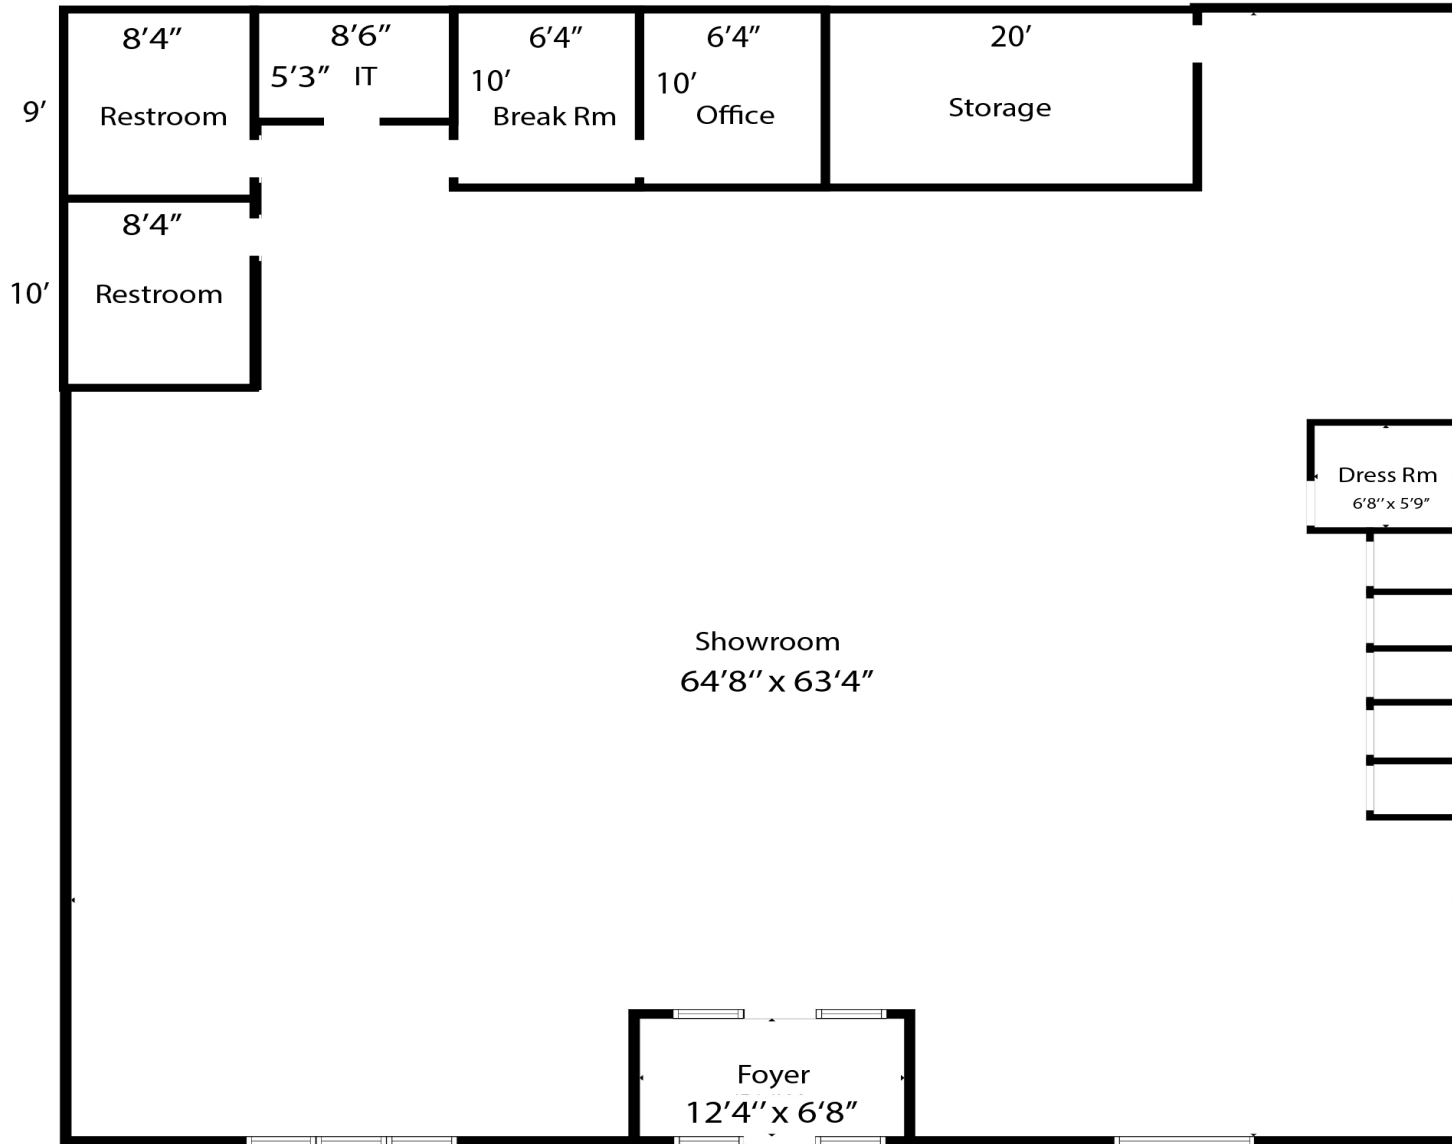 8’4”
8’6”
6’4”
6’4”
20’
5’3” IT
10’
10’
9’
Restroom
Break Rm
Office
Storage
8’4”
10’
Restroom
Dress Rm
6’8‘’ x 5’9”
Showroom
64’8‘’ x 63‘4”
Foyer
12’4‘’ x 6‘8”